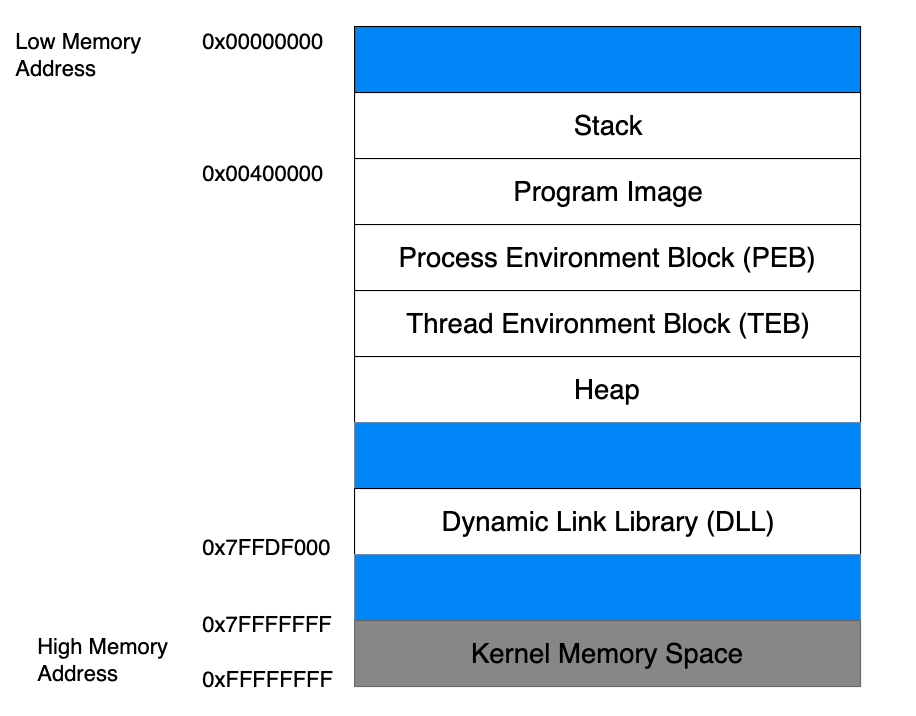 Low Memory
Address
0x00000000
Stack
0x00400000
Program Image
Process Environment Block (PEB)
Thread Environment Block (TEB)
Heap
Dynamic Link Library (DLL)
0x7FFDF000
0x7FFFFFFF
High Memory
Address
Kernel Memory Space
0xFFFFFFFF